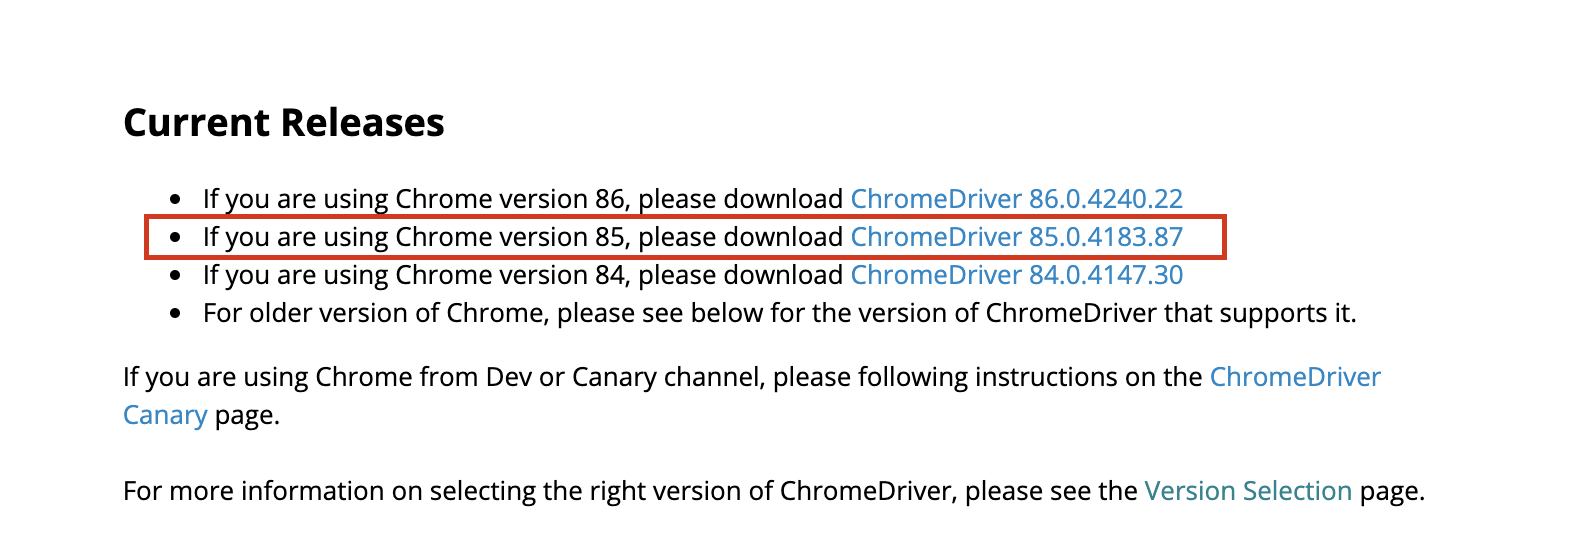 Current Releases
If you are using Chrome version 86, please download ChromeDriver 86.0.4240.22
If you are using Chrome version 85, please download ChromeDriver 85.0.4183.87
If you are using Chrome version 84, please download ChromeDriver 84.0.4147.30
For older version of Chrome, please see below for the version of ChromeDriver that supports it.
If you are using Chrome from Dev or Canary channel, please following instructions on the ChromeDriver
Canary page.
For more information on selecting the right version of ChromeDriver, please see the Version Selection page.